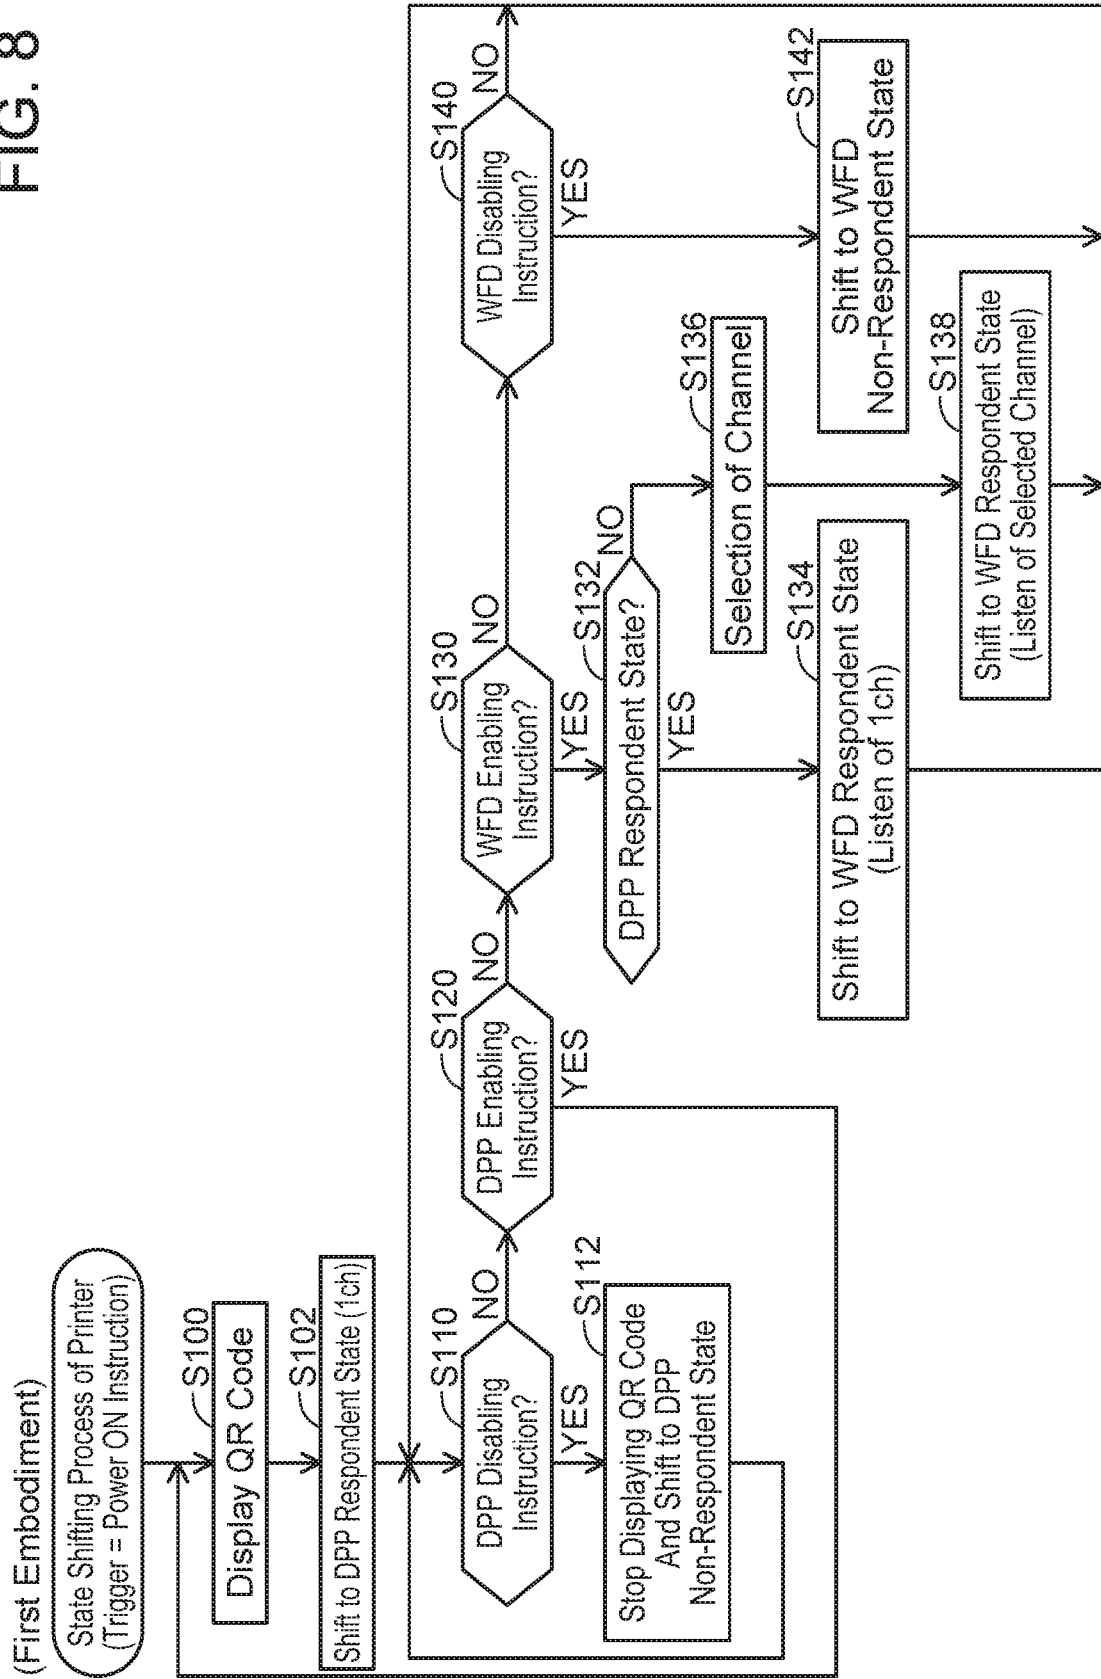 FIG. 8
(First Embodiment)
State Shifting Process of Printer
(Trigger = Power ON Instruction)
S100
Display QR Code
S102
Shift to DPP Respondent State (1ch)
S110
DPP Disabling
Instruction?
NO
YES
S112
Stop Displaying QR Code
And Shift to DPP
Non-Respondent State
S120
DPP Enabling
Instruction?
NO
YES
S130
WFD Enabling
Instruction?
NO
YES
S132
DPP Respondent State?
NO
YES
S134
Shift to WFD Respondent State
(Listen of 1ch)
S136
Selection of Channel
S138
Shift to WFD Respondent State
(Listen of Selected Channel)
S140
WFD Disabling
Instruction?
NO
YES
S142
Shift to WFD
Non-Respondent State